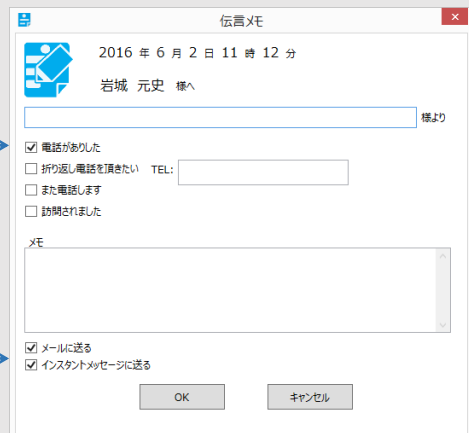 伝言メモ
2016 年 6 月 2 日 11 時 12 分
岩城 元史 様へ
様より
電話がありした
折り返し電話を頂きたい TEL:
また電話します
訪問されました
メモ
メールに送る
インスタントメッセージに送る
OK キャンセル